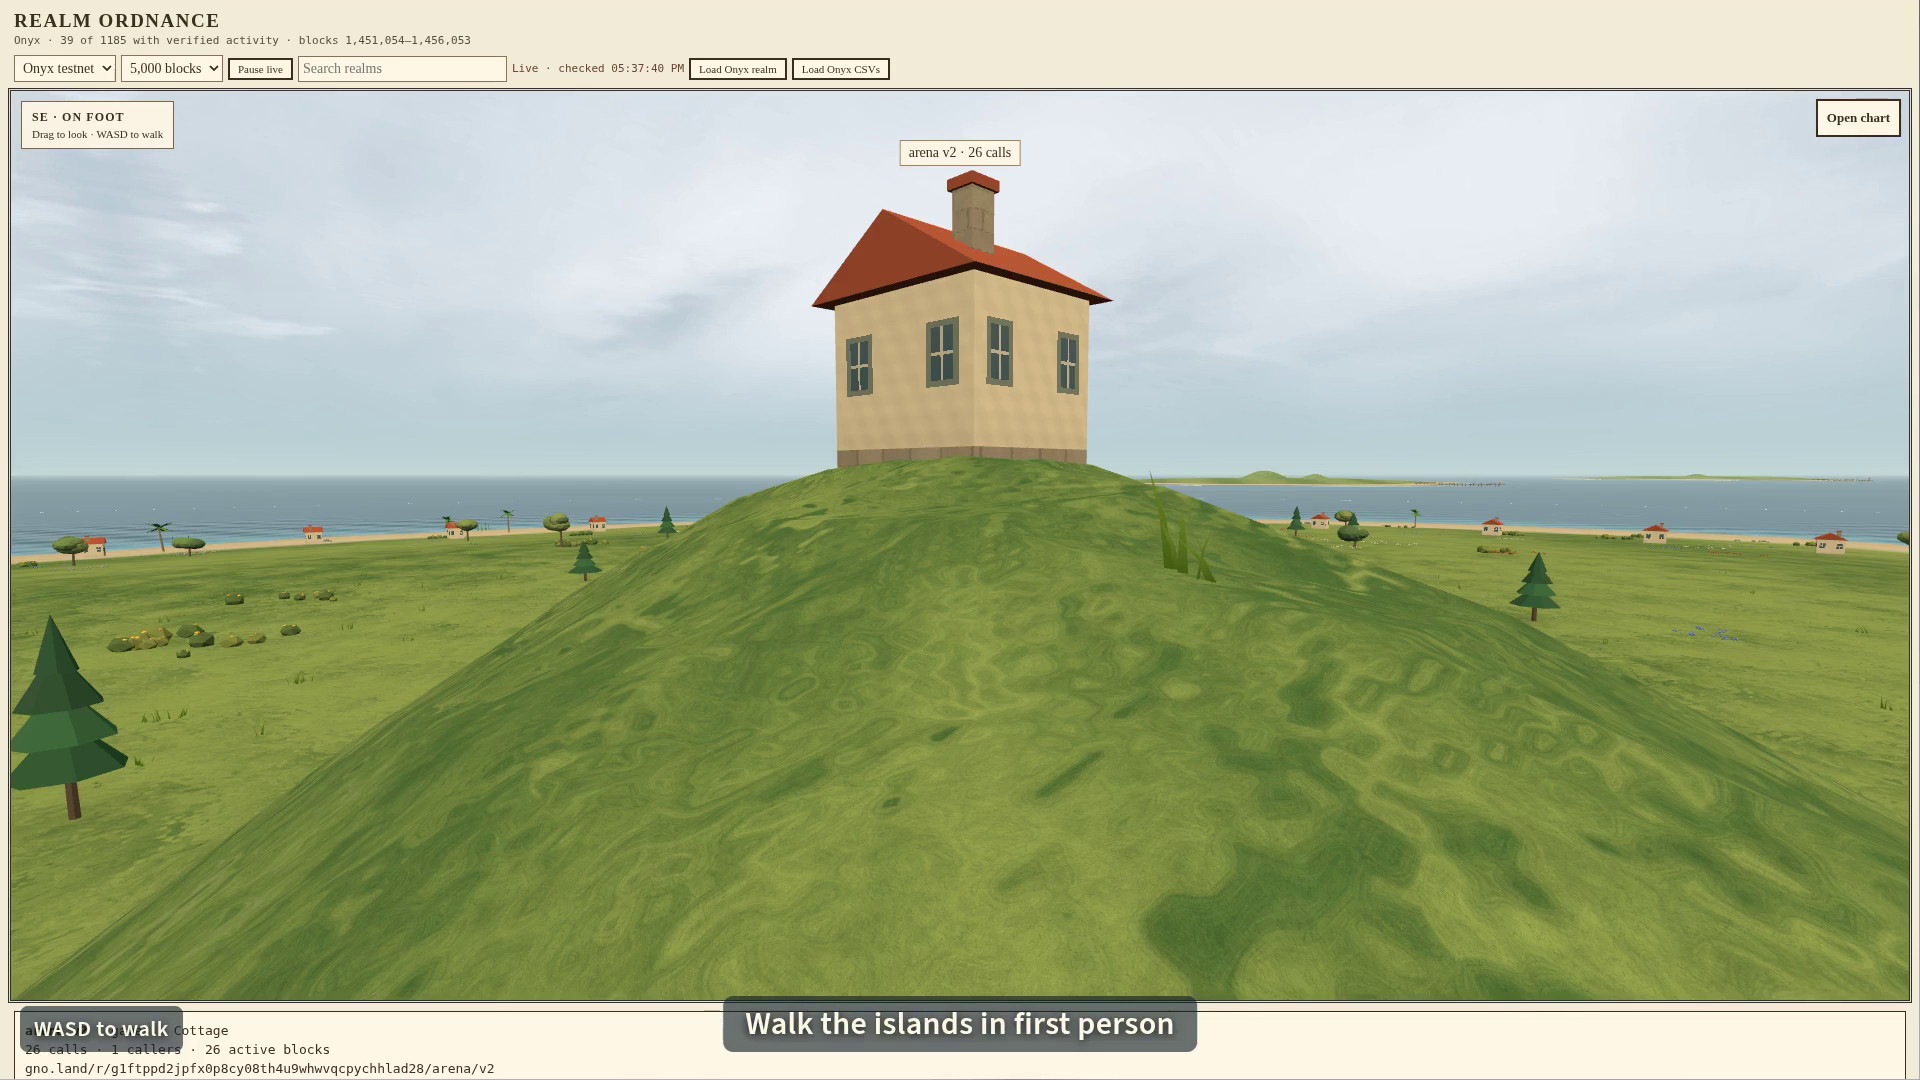 REALM ORDNANCE
Onyx · 39 of 1185 with verified activity · blocks 1,451,054–1,456,053
Onyx testnet 5,000 blocks Pause live Search realms Live · checked 05:37:40 PM Load Onyx realm Load Onyx CSVs
SE · ON FOOT
Drag to look · WASD to walk
Open chart
arena v2 · 26 calls
WASD to walk
Cottage
Walk the islands in first person
26 calls · 1 callers · 26 active blocks
gno.land/r/g1ftppd2jpfx0p8cy08th4u9whwvqcpychhlad28/arena/v2